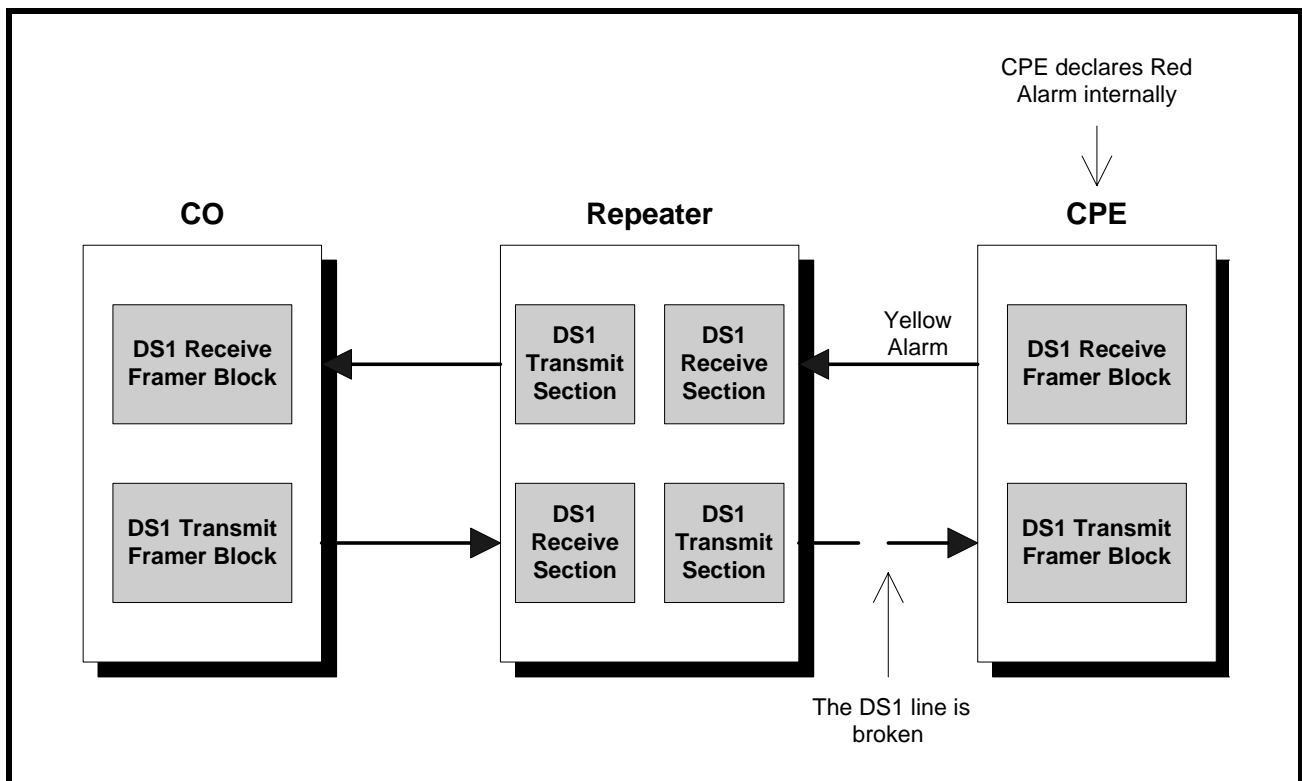 CPE declares Red
Alarm internally
CO
Repeater
CPE
DS1 Receive
Framer Block
DS1
Transmit
Section
DS1
Receive
Section
Yellow
Alarm
DS1 Receive
Framer Block
DS1 Transmit
Framer Block
DS1
Receive
Section
DS1
Transmit
Section
DS1 Transmit
Framer Block
The DS1 line is
broken